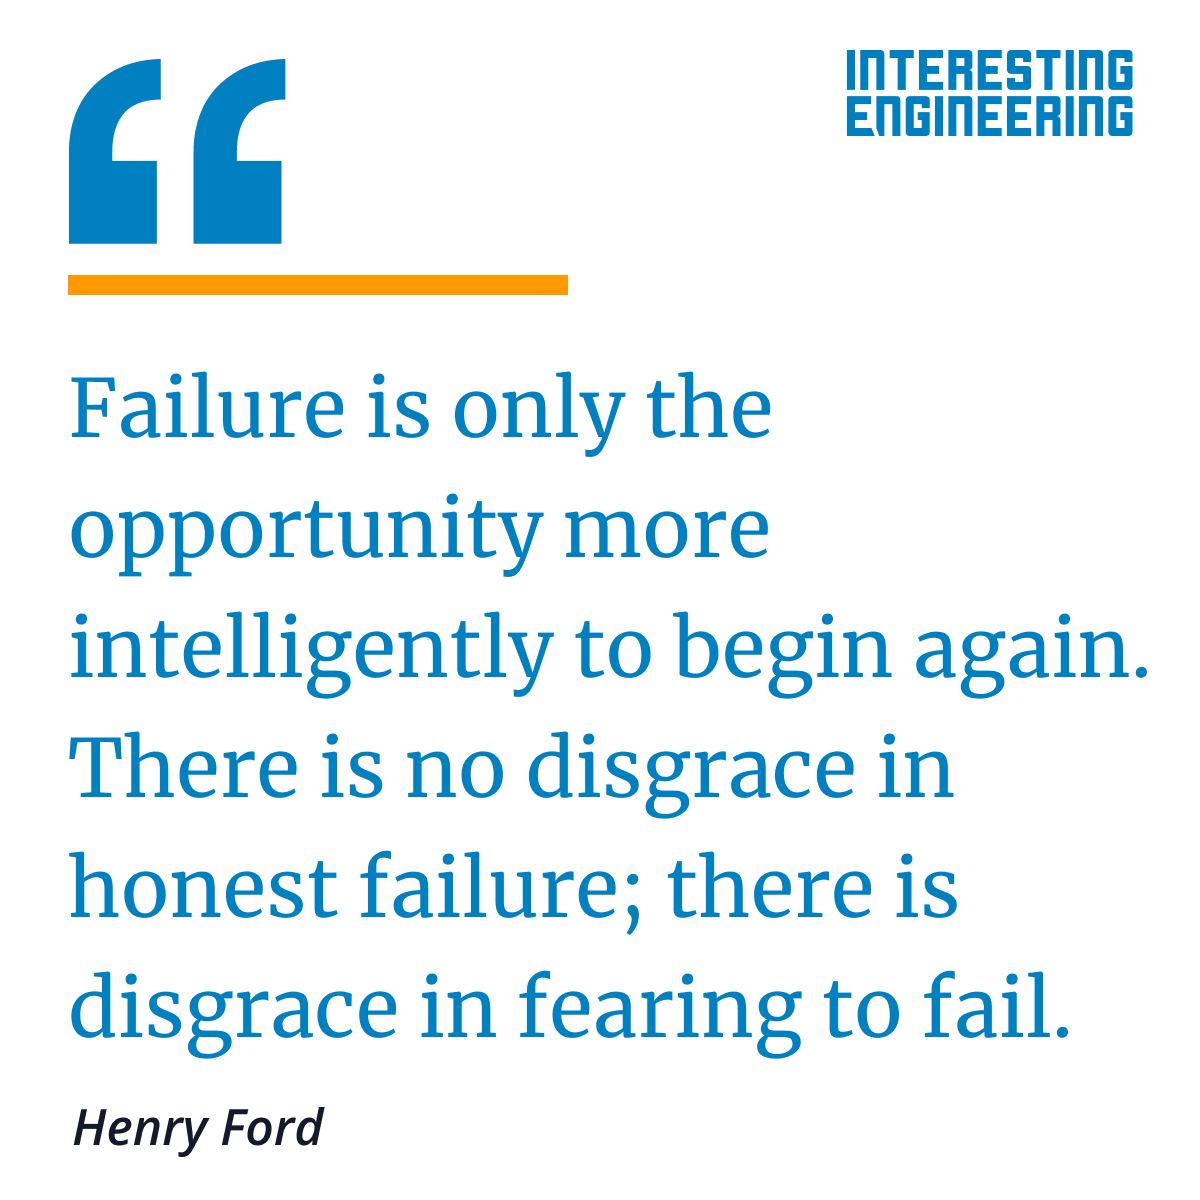 INTERESTING
ENGINEERING
“
Failure is only the
opportunity more
intelligently to begin again.
There is no disgrace in
honest failure; there is
disgrace in fearing to fail.
Henry Ford